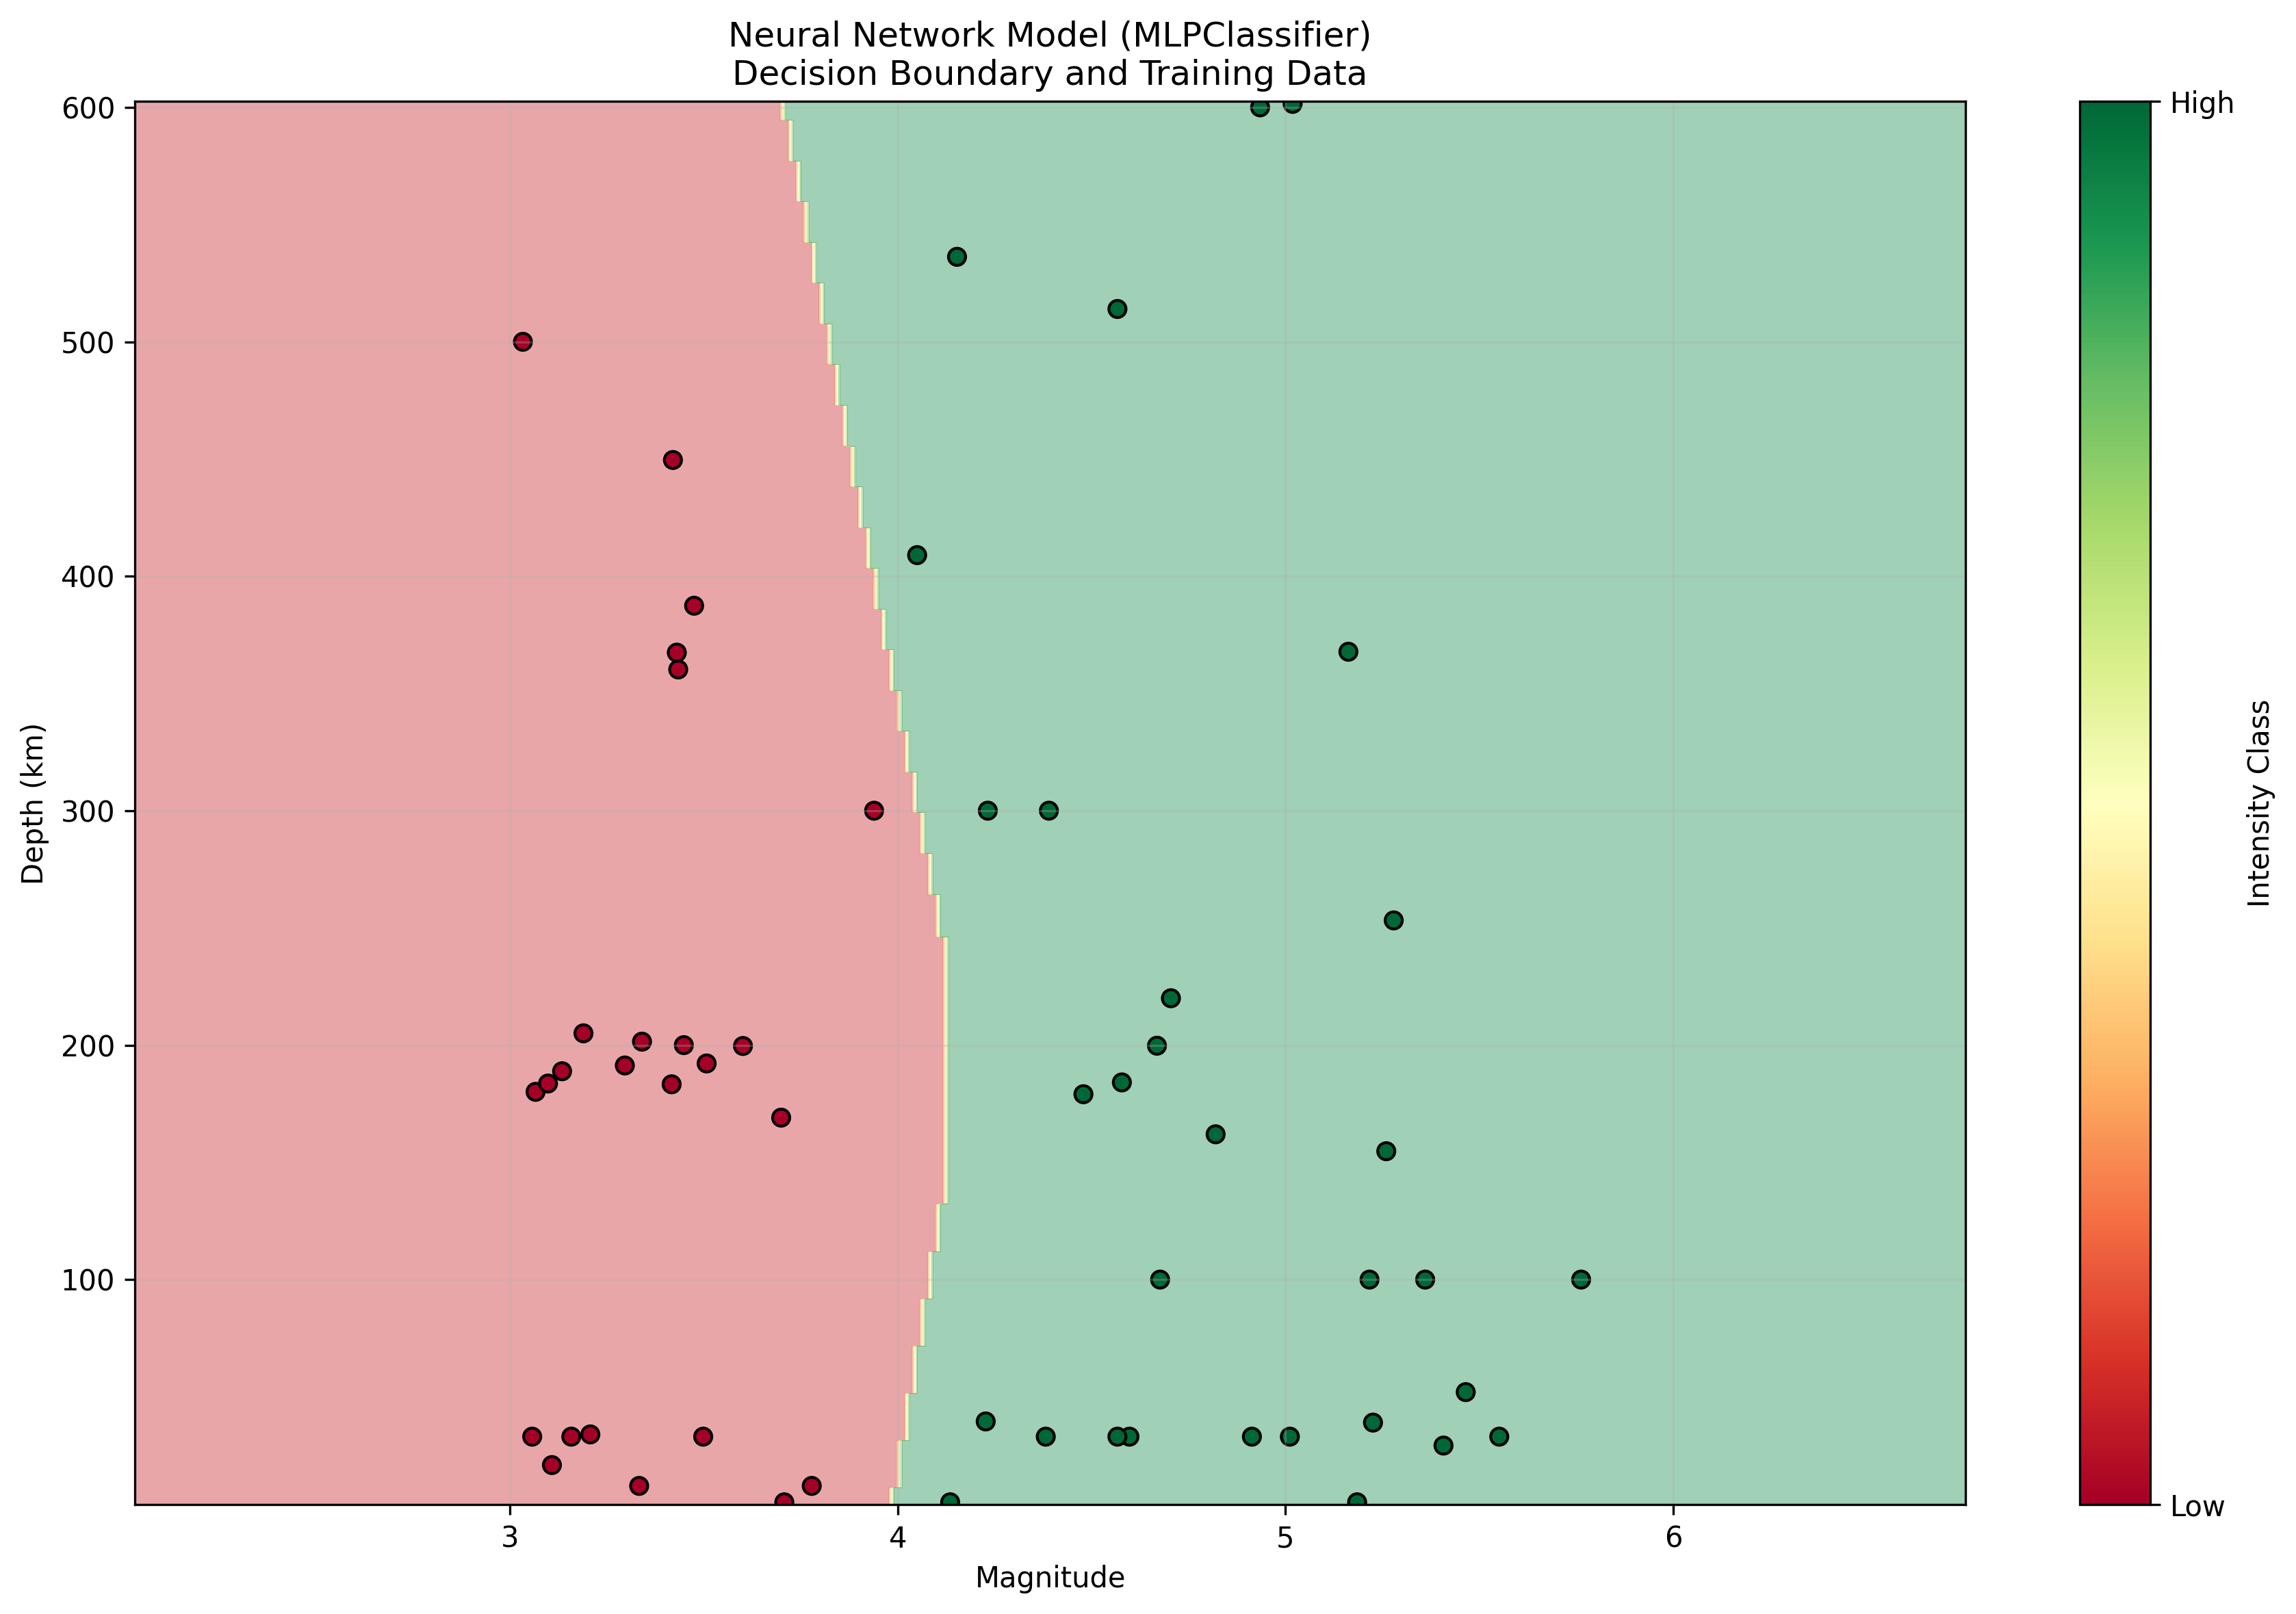 Neural Network Model (MLPClassifier)
Decision Boundary and Training Data
600
500
400
300
200
100
Depth (km)
3
4
5
6
Magnitude
High
Low
Intensity Class